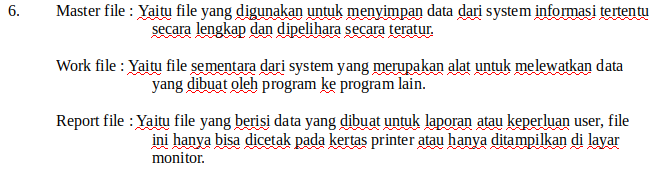 6. Master file : Yaitu file yang digunakan untuk menyimpan data dari system informasi tertentu
secara lengkap dan dipelihara secara teratur.
Work file : Yaitu file sementara dari system yang merupakan alat untuk melewatkan data
yang dibuat oleh program ke program lain.
Report file : Yaitu file yang berisi data yang dibuat untuk laporan atau keperluan user, file
ini hanya bisa dicetak pada kertas printer atau hanya ditampilkan di layar
monitor.